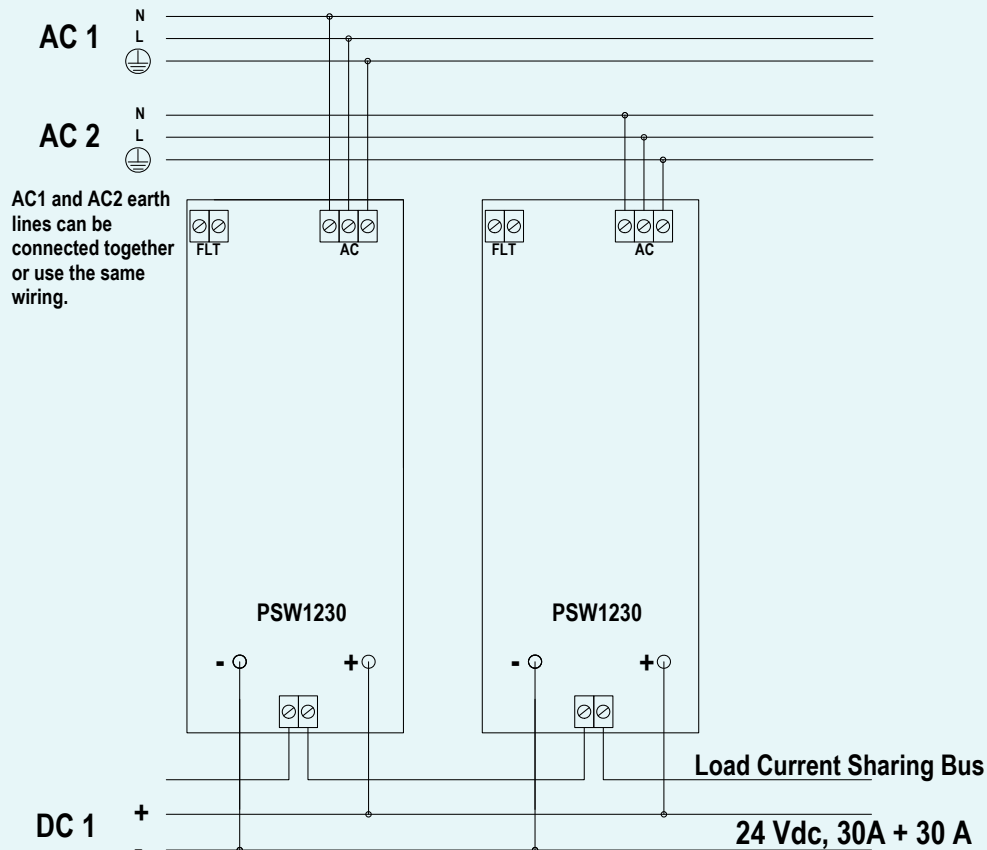 N
AC 1 L
N
AC 2 L
AC1 and AC2 earth
lines can be
connected together
or use the same
wiring.
FLT AC
FLT AC
PSW1230
PSW1230
- +
- +
Load Current Sharing Bus
+
DC 1
-
24 Vdc, 30A + 30 A